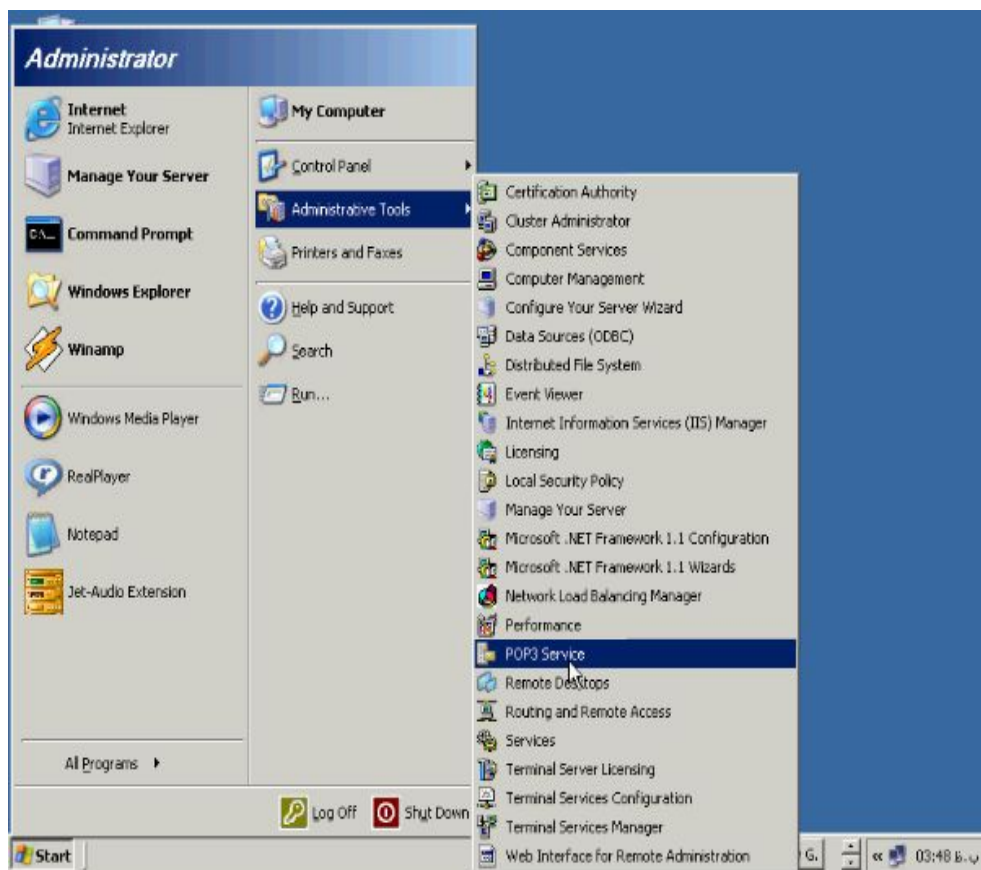 Administrator
Internet
Internet Explorer
Manage Your Server
Command Prompt
Windows Explorer
Winamp
Windows Media Player
RealPlayer
Notepad
Jet-Audio Extension
All Programs
My Computer
Control Panel
Administrative Tools
Printers and Faxes
Help and Support
Search
Run...
Certification Authority
Cluster Administrator
Component Services
Computer Management
Configure Your Server Wizard
Data Sources (ODBC)
Distributed File System
Event Viewer
Internet Information Services (IIS) Manager
Licensing
Local Security Policy
Manage Your Server
Microsoft .NET Framework 1.1 Configuration
Microsoft .NET Framework 1.1 Wizards
Network Load Balancing Manager
Performance
POP3 Service
Remote Desktops
Routing and Remote Access
Services
Terminal Server Licensing
Terminal Services Configuration
Terminal Services Manager
Web Interface for Remote Administration
Log Off
Shut Down
Start
G.
«
03:48 ب.ظ